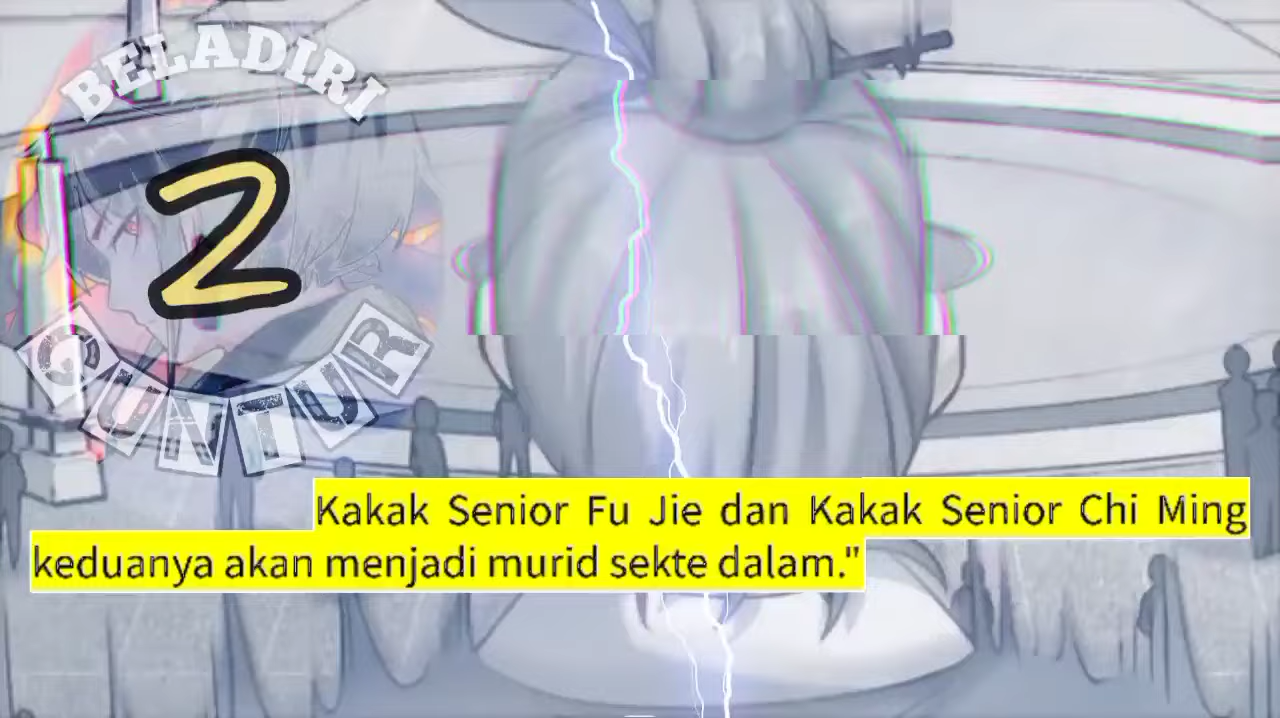 BELADIRI
2
GUNTUR
Kakak Senior Fu Jie dan Kakak Senior Chi Ming
keduanya akan menjadi murid sekte dalam."